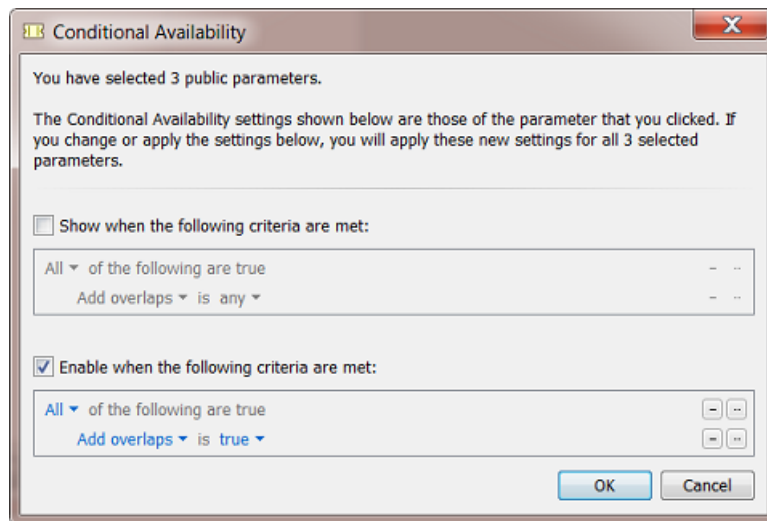 Conditional Availability
You have selected 3 public parameters.
The Conditional Availability settings shown below are those of the parameter that you clicked. If
you change or apply the settings below, you will apply these new settings for all 3 selected
parameters.
Show when the following criteria are met:
All of the following are true
Add overlaps is any
Enable when the following criteria are met:
All of the following are true
Add overlaps is true
OK Cancel